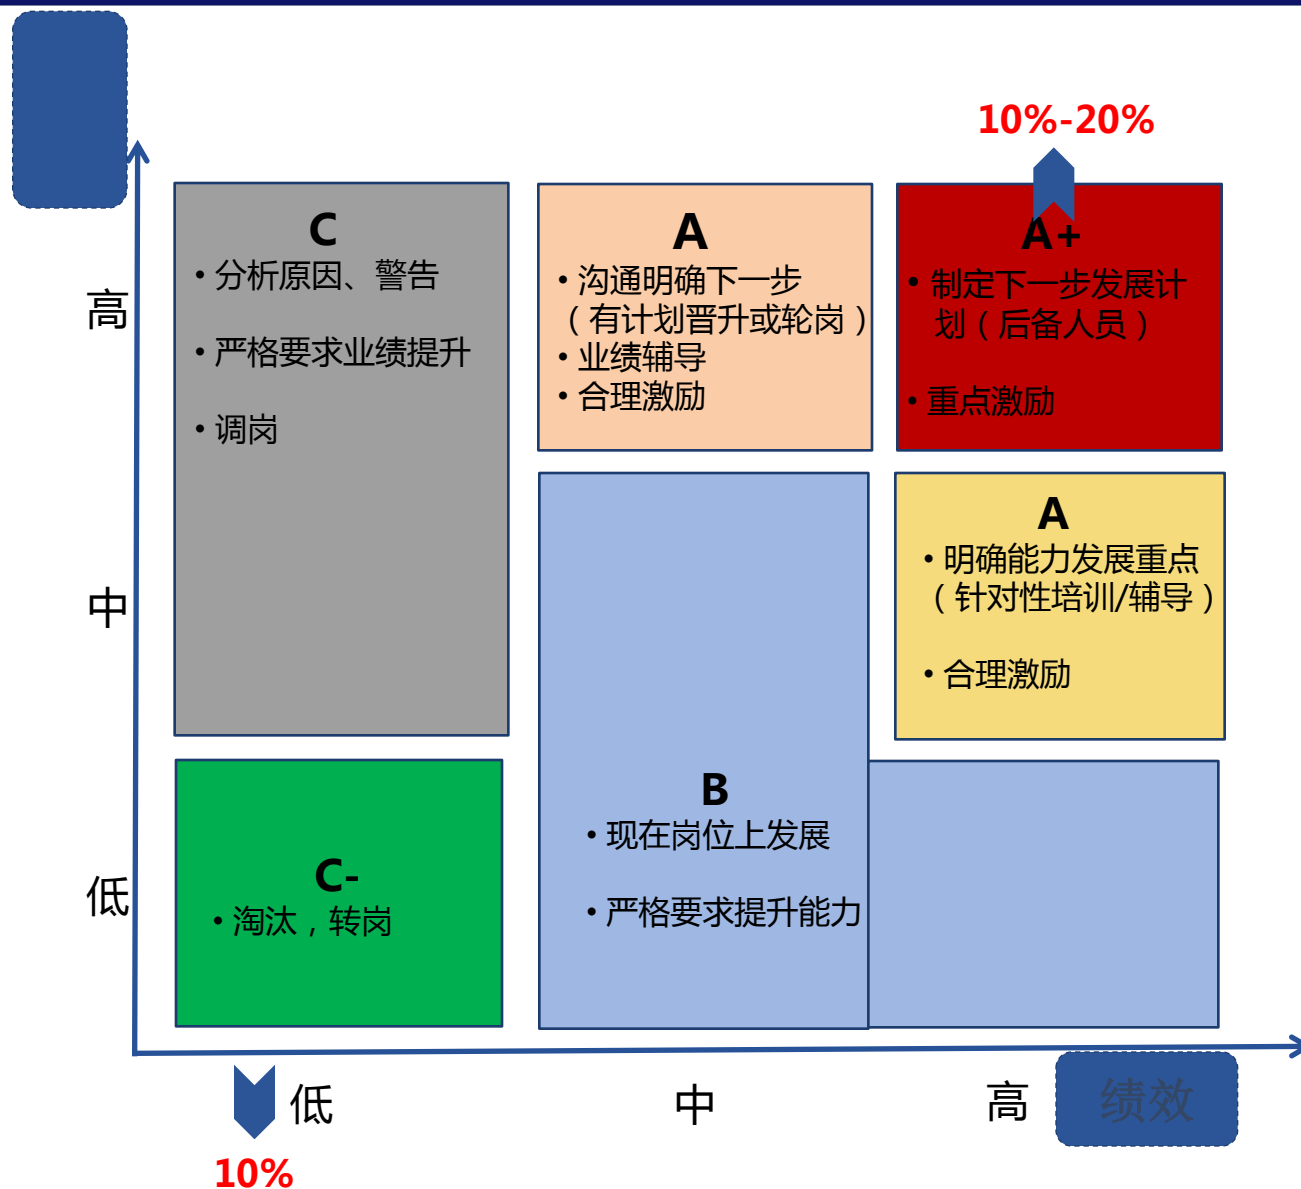 10%-20%
C
• 分析原因、警告
• 严格要求业绩提升
• 调岗
A
• 沟通明确下一步
（有计划晋升或轮岗）
• 业绩辅导
• 合理激励
A+
• 制定下一步发展计
划（后备人员）
• 重点激励
高
A
• 明确能力发展重点
（针对性培训/辅导）
• 合理激励
中
B
• 现在岗位上发展
• 严格要求提升能力
C-
• 淘汰，转岗
低
低
中
高
绩效
10%